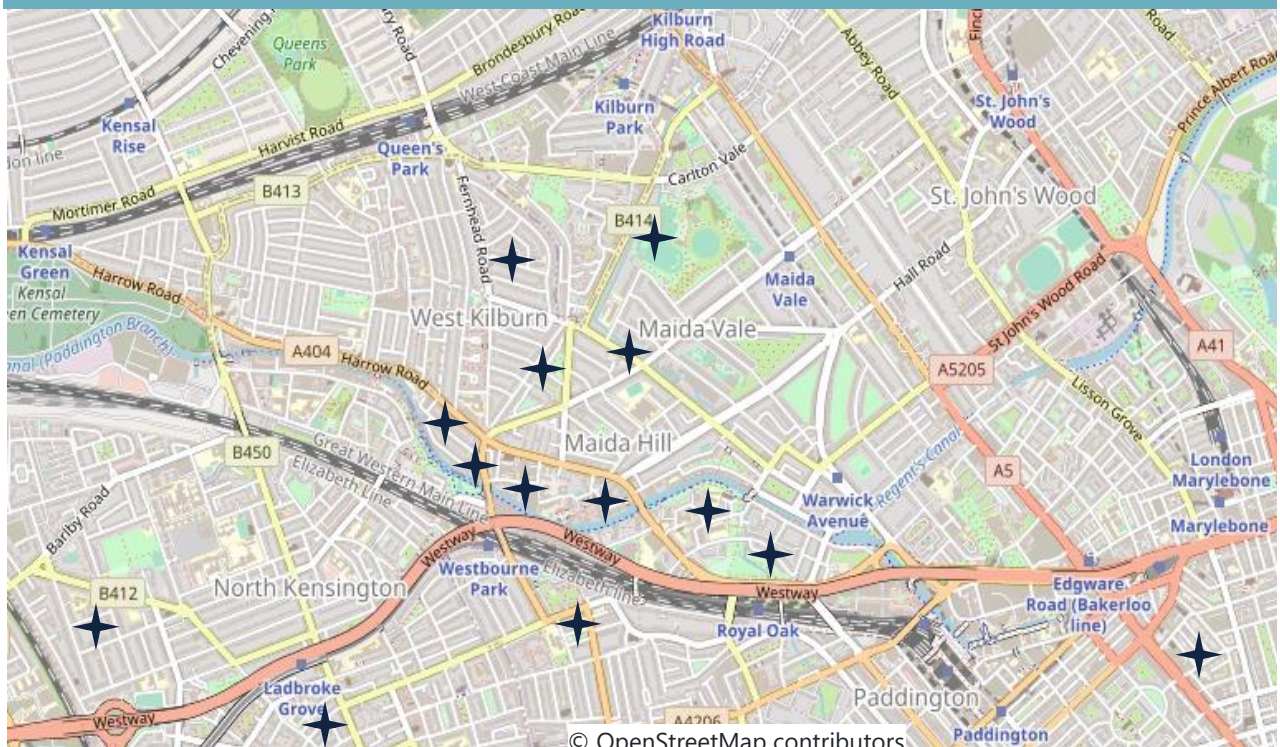 Kilburn
High Road
Queens
Park
Chevening
Brondesbury Road
West Coast Main Line
Abbey Road
Road
Prince Albert Road
St. John's
Wood
Kilburn
Park
Kensal
Rise
Harvist Road
Queen's
Park
Carlton Vale
B413
Mortimer Road
Fernhead Road
B414
St. John's Wood
Kensal
Green
Kensal
Harrow Road
Maida
Vale
Hall Road
St John's Wood Road
West Kilburn
Maida Vale
A404
Harrow Road
A41
A5205
Lisson Grove
Maida Hill
B450
Great Western Main Line
Elizabeth Line
Regent's Canal
A5
London
Marylebone
Warwick
Avenue
Marylebone
Barlby Road
Westway
Westway
Westbourne
Park
Elizabeth lines
Westway
Edgware
Road (Bakerloo
line)
B412
North Kensington
Royal Oak
Ladbroke
Grove
Paddington
Westway
A4206
Paddington
© OpenStreetMap contributors